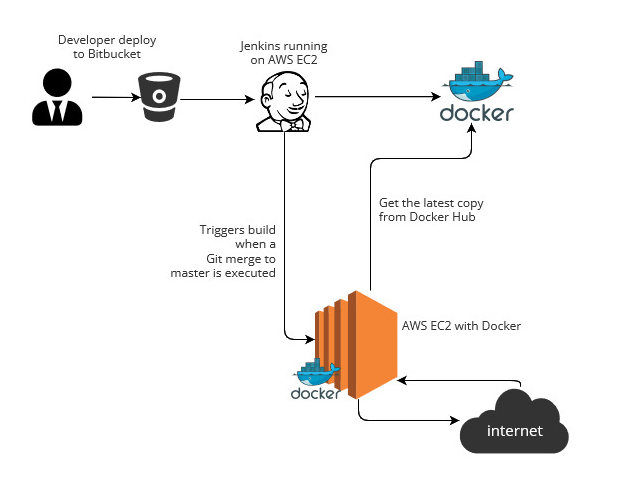 Developer deploy
to Bitbucket
Jenkins running
on AWS EC2
docker
Get the latest copy
from Docker Hub
Triggers build
when a
Git merge to
master is executed
AWS EC2 with Docker
docker
internet